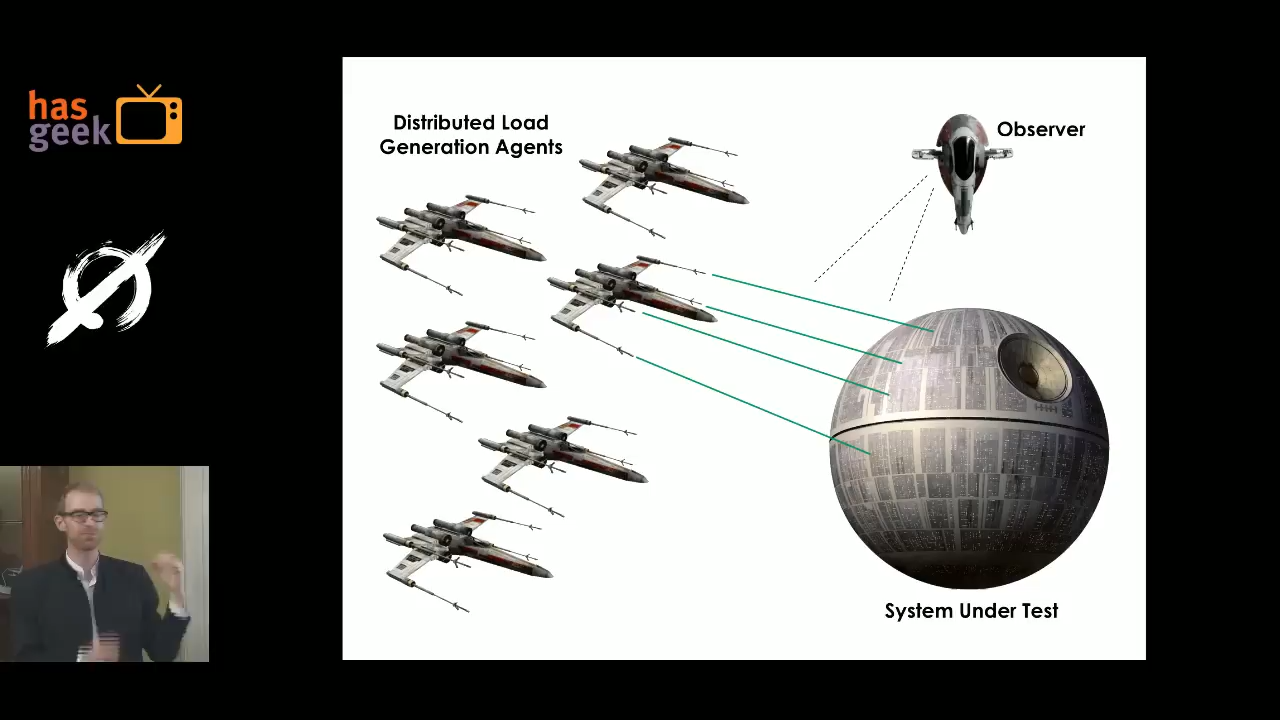 has
geek
Distributed Load
Generation Agents
Observer
System Under Test